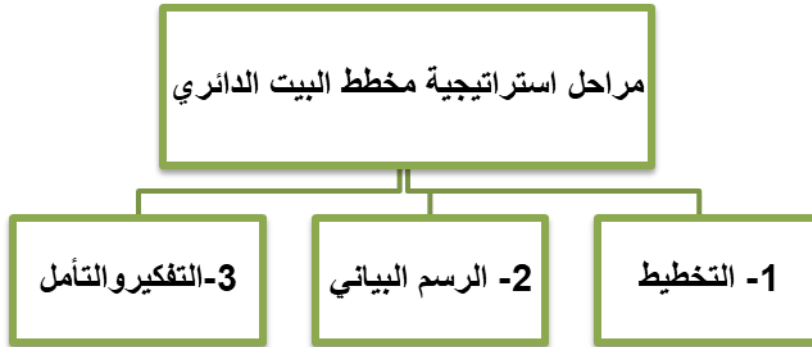 مراحل استراتيجية مخطط البيت الدائري
1- التخطيط
2- الرسم البياني
3-التفكيروالتأمل